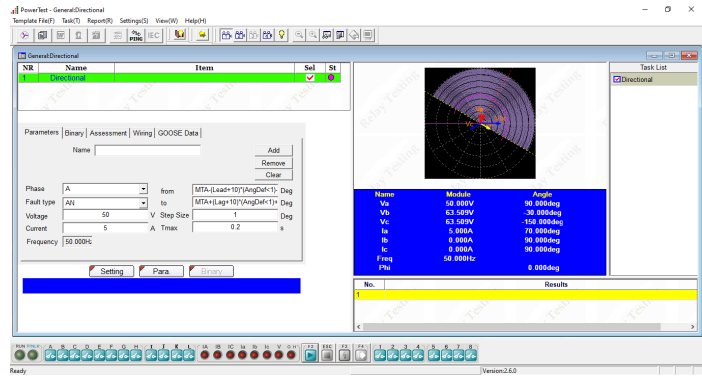 PowerTest - General:Directional
Template File(F) Task(T) Report(R) Settings(S) View(W) Help(H)
PING IEC
General:Directional
NR Name Item Sel St
1 Directional
Task List
Directional
Relay Testing
Va
Vb
Vc
Parameters Binary Assessment Wiring GOOSE Data
Name
Add
Remove
Clear
Phase A from MTA-(Lead+10)*(AngDef<1)- Deg
Fault type AN to MTA+(Lag+10)*(AngDef<1)+ Deg
Voltage 50 V Step Size 1 Deg
Current 5 A Tmax 0.2 s
Frequency 50.000Hz
Setting Para. Binary
Name Module Angle
Va 50.000V 90.000deg
Vb 63.509V -30.000deg
Vc 63.509V -150.000deg
Ia 5.000A 70.000deg
Ib 0.000A 90.000deg
Ic 0.000A 90.000deg
Freq 50.000Hz
Phi 0.000deg
No. Results
1
RUN A B C D E F G H I J K L IA IB IC Ia Ib Ic V O.H F2 ESC F3 F4 1 2 3 4 5 6 7 8
Ready Version:2.6.0